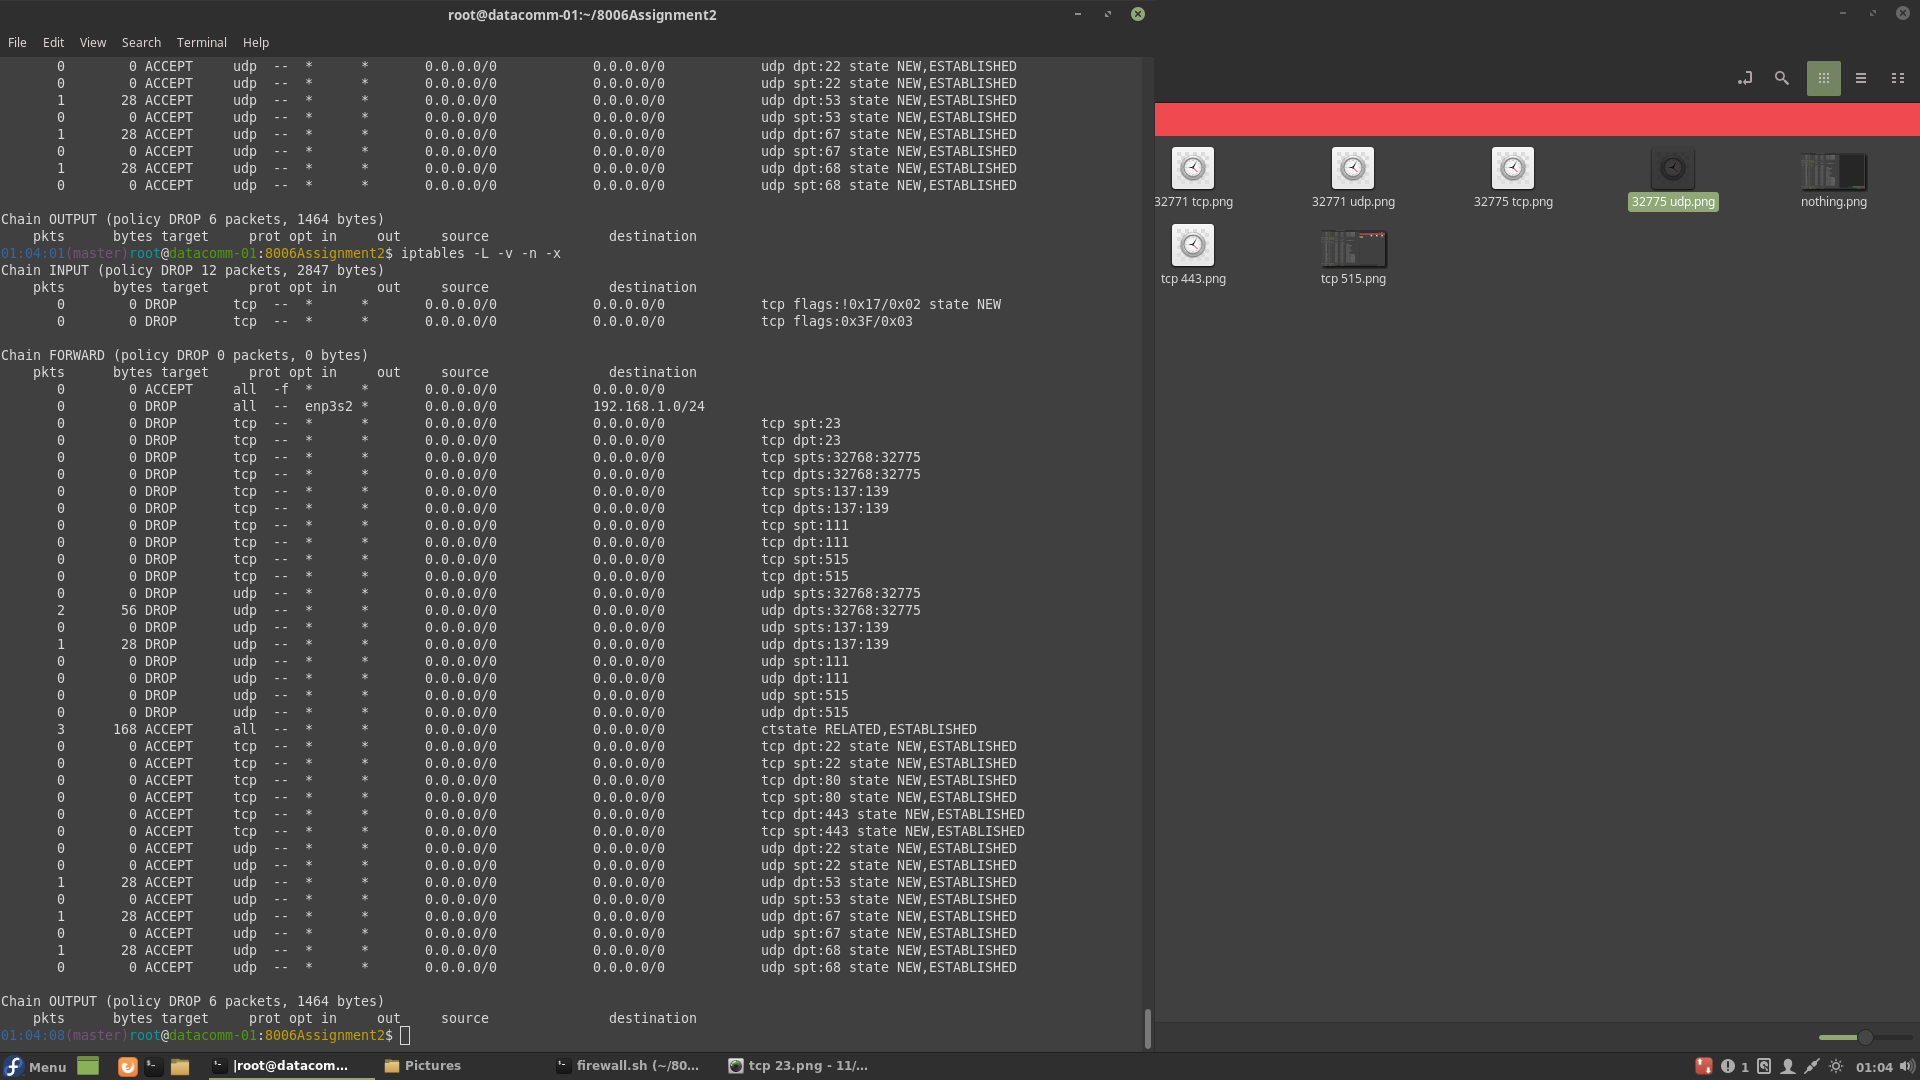 root@datacomm-01:~/8006Assignment2
File Edit View Search Terminal Help
0 0 ACCEPT udp -- * * 0.0.0.0/0 0.0.0.0/0 udp dpt:22 state NEW,ESTABLISHED
0 0 ACCEPT udp -- * * 0.0.0.0/0 0.0.0.0/0 udp spt:22 state NEW,ESTABLISHED
1 28 ACCEPT udp -- * * 0.0.0.0/0 0.0.0.0/0 udp dpt:53 state NEW,ESTABLISHED
0 0 ACCEPT udp -- * * 0.0.0.0/0 0.0.0.0/0 udp spt:53 state NEW,ESTABLISHED
1 28 ACCEPT udp -- * * 0.0.0.0/0 0.0.0.0/0 udp dpt:67 state NEW,ESTABLISHED
0 0 ACCEPT udp -- * * 0.0.0.0/0 0.0.0.0/0 udp spt:67 state NEW,ESTABLISHED
1 28 ACCEPT udp -- * * 0.0.0.0/0 0.0.0.0/0 udp dpt:68 state NEW,ESTABLISHED
0 0 ACCEPT udp -- * * 0.0.0.0/0 0.0.0.0/0 udp spt:68 state NEW,ESTABLISHED
Chain OUTPUT (policy DROP 6 packets, 1464 bytes)
pkts bytes target prot opt in out source destination
01:04:01(master)root@datacomm-01:8006Assignment2$ iptables -L -v -n -x
Chain INPUT (policy DROP 12 packets, 2847 bytes)
pkts bytes target prot opt in out source destination
0 0 DROP tcp -- * * 0.0.0.0/0 0.0.0.0/0 tcp flags:!0x17/0x02 state NEW
0 0 DROP tcp -- * * 0.0.0.0/0 0.0.0.0/0 tcp flags:0x3F/0x03
Chain FORWARD (policy DROP 0 packets, 0 bytes)
pkts bytes target prot opt in out source destination
0 0 ACCEPT all -f * * 0.0.0.0/0 0.0.0.0/0
0 0 DROP all -- enp3s2 * 0.0.0.0/0 192.168.1.0/24
0 0 DROP tcp -- * * 0.0.0.0/0 0.0.0.0/0 tcp spt:23
0 0 DROP tcp -- * * 0.0.0.0/0 0.0.0.0/0 tcp dpt:23
0 0 DROP tcp -- * * 0.0.0.0/0 0.0.0.0/0 tcp spts:32768:32775
0 0 DROP tcp -- * * 0.0.0.0/0 0.0.0.0/0 tcp dpts:32768:32775
0 0 DROP tcp -- * * 0.0.0.0/0 0.0.0.0/0 tcp spts:137:139
0 0 DROP tcp -- * * 0.0.0.0/0 0.0.0.0/0 tcp dpts:137:139
0 0 DROP tcp -- * * 0.0.0.0/0 0.0.0.0/0 tcp spt:111
0 0 DROP tcp -- * * 0.0.0.0/0 0.0.0.0/0 tcp dpt:111
0 0 DROP tcp -- * * 0.0.0.0/0 0.0.0.0/0 tcp spt:515
0 0 DROP tcp -- * * 0.0.0.0/0 0.0.0.0/0 tcp dpt:515
0 0 DROP udp -- * * 0.0.0.0/0 0.0.0.0/0 udp spts:32768:32775
2 56 DROP udp -- * * 0.0.0.0/0 0.0.0.0/0 udp dpts:32768:32775
0 0 DROP udp -- * * 0.0.0.0/0 0.0.0.0/0 udp spts:137:139
1 28 DROP udp -- * * 0.0.0.0/0 0.0.0.0/0 udp dpts:137:139
0 0 DROP udp -- * * 0.0.0.0/0 0.0.0.0/0 udp spt:111
0 0 DROP udp -- * * 0.0.0.0/0 0.0.0.0/0 udp dpt:111
0 0 DROP udp -- * * 0.0.0.0/0 0.0.0.0/0 udp spt:515
0 0 DROP udp -- * * 0.0.0.0/0 0.0.0.0/0 udp dpt:515
3 168 ACCEPT all -- * * 0.0.0.0/0 0.0.0.0/0 ctstate RELATED,ESTABLISHED
0 0 ACCEPT tcp -- * * 0.0.0.0/0 0.0.0.0/0 tcp dpt:22 state NEW,ESTABLISHED
0 0 ACCEPT tcp -- * * 0.0.0.0/0 0.0.0.0/0 tcp spt:22 state NEW,ESTABLISHED
0 0 ACCEPT tcp -- * * 0.0.0.0/0 0.0.0.0/0 tcp dpt:80 state NEW,ESTABLISHED
0 0 ACCEPT tcp -- * * 0.0.0.0/0 0.0.0.0/0 tcp spt:80 state NEW,ESTABLISHED
0 0 ACCEPT tcp -- * * 0.0.0.0/0 0.0.0.0/0 tcp dpt:443 state NEW,ESTABLISHED
0 0 ACCEPT tcp -- * * 0.0.0.0/0 0.0.0.0/0 tcp spt:443 state NEW,ESTABLISHED
0 0 ACCEPT udp -- * * 0.0.0.0/0 0.0.0.0/0 udp dpt:22 state NEW,ESTABLISHED
0 0 ACCEPT udp -- * * 0.0.0.0/0 0.0.0.0/0 udp spt:22 state NEW,ESTABLISHED
1 28 ACCEPT udp -- * * 0.0.0.0/0 0.0.0.0/0 udp dpt:53 state NEW,ESTABLISHED
0 0 ACCEPT udp -- * * 0.0.0.0/0 0.0.0.0/0 udp spt:53 state NEW,ESTABLISHED
1 28 ACCEPT udp -- * * 0.0.0.0/0 0.0.0.0/0 udp dpt:67 state NEW,ESTABLISHED
0 0 ACCEPT udp -- * * 0.0.0.0/0 0.0.0.0/0 udp spt:67 state NEW,ESTABLISHED
1 28 ACCEPT udp -- * * 0.0.0.0/0 0.0.0.0/0 udp dpt:68 state NEW,ESTABLISHED
0 0 ACCEPT udp -- * * 0.0.0.0/0 0.0.0.0/0 udp spt:68 state NEW,ESTABLISHED
Chain OUTPUT (policy DROP 6 packets, 1464 bytes)
pkts bytes target prot opt in out source destination
01:04:08(master)root@datacomm-01:8006Assignment2$
32771 tcp.png 32771 udp.png 32775 tcp.png 32775 udp.png nothing.png
tcp 443.png tcp 515.png
Menu |root@datacom... Pictures firewall.sh (~/80... tcp 23.png - 11/... 1 01:04